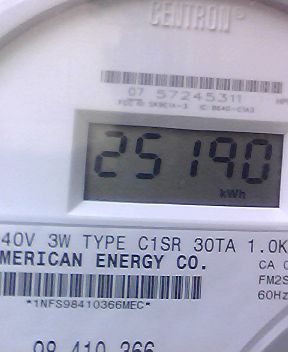 CENTRON®
07 57245311
25190
kWh
40V 3W TYPE C1SR 30TA 1.0K
MERICAN ENERGY CO.
CA 0
FM2S
60Hz
*1NFS98410366MEC*
98 410 366